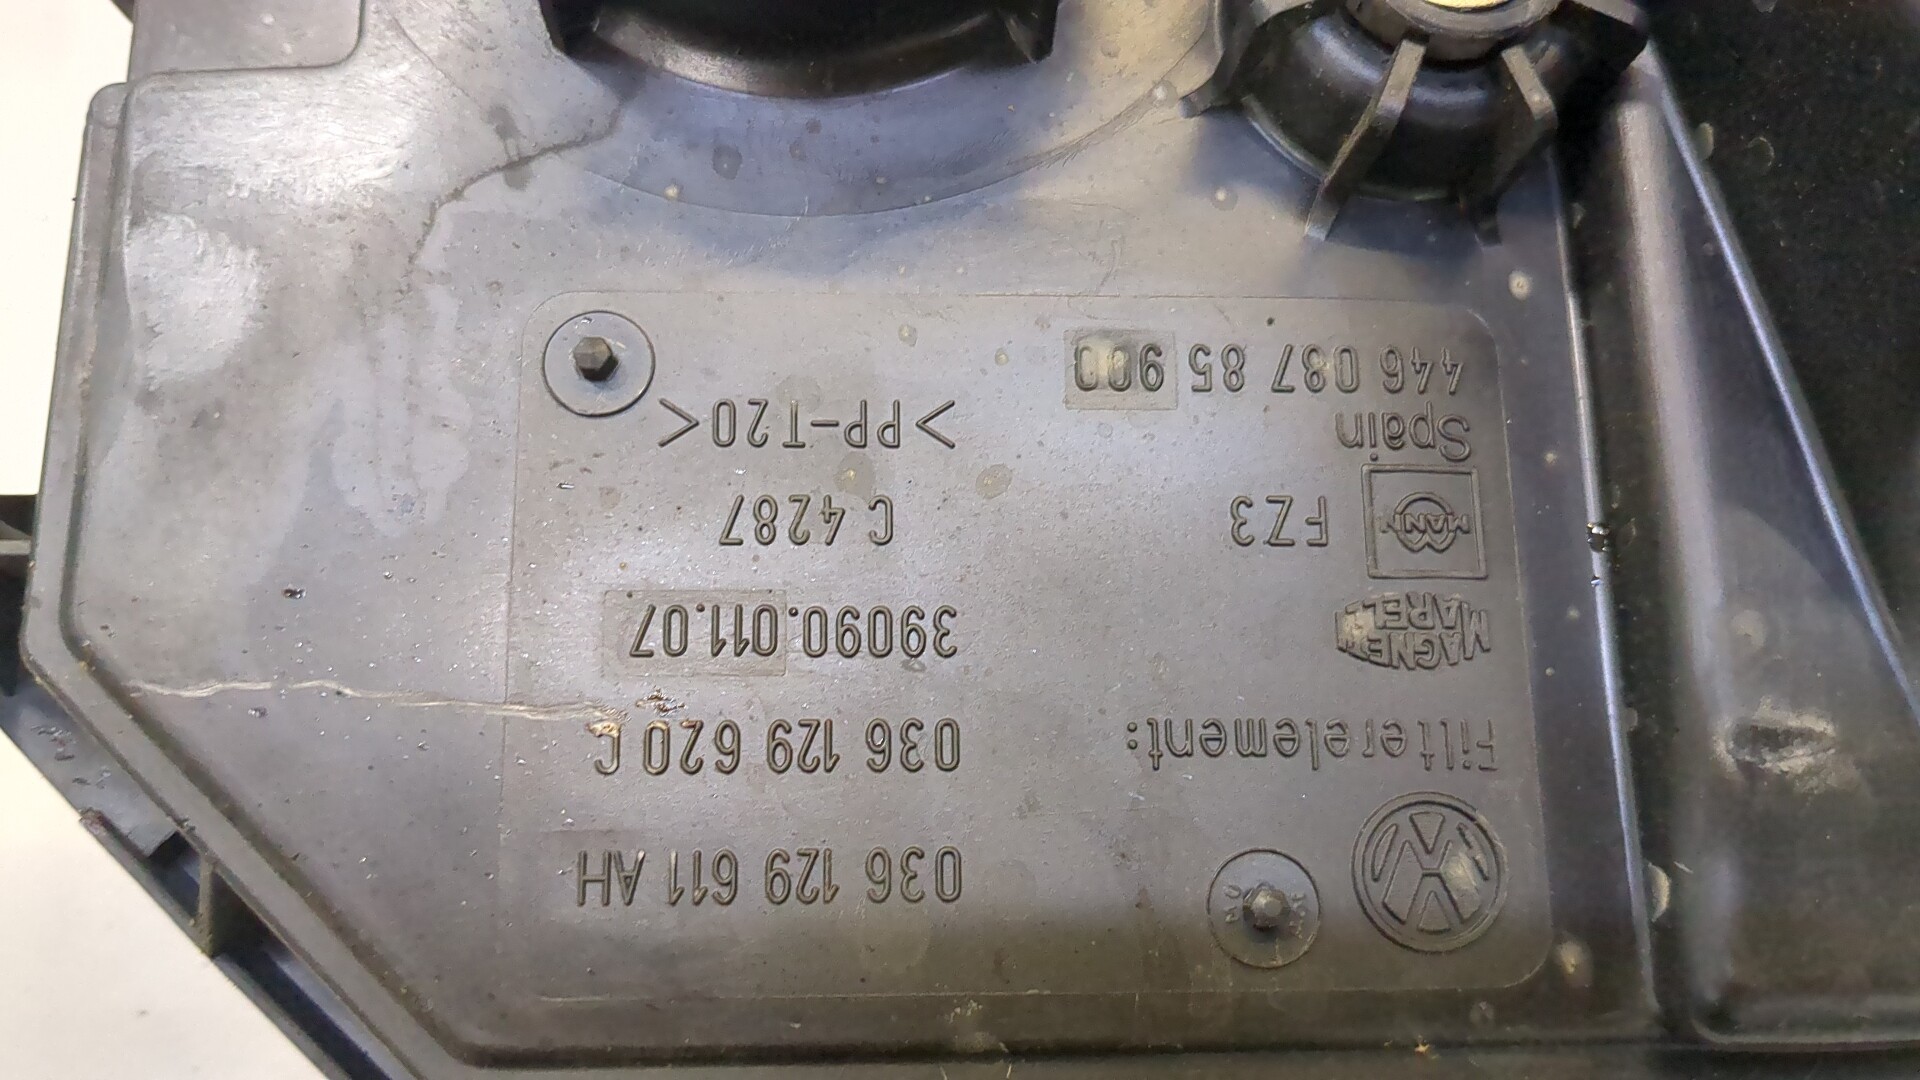 036 129 611 AH
Filterelement: 036 129 620 C
MAGNETI
MARELLI
39090.011.07
MANN
FZ3
C 4287
Spain
>PP-T20<
446 087 85 900